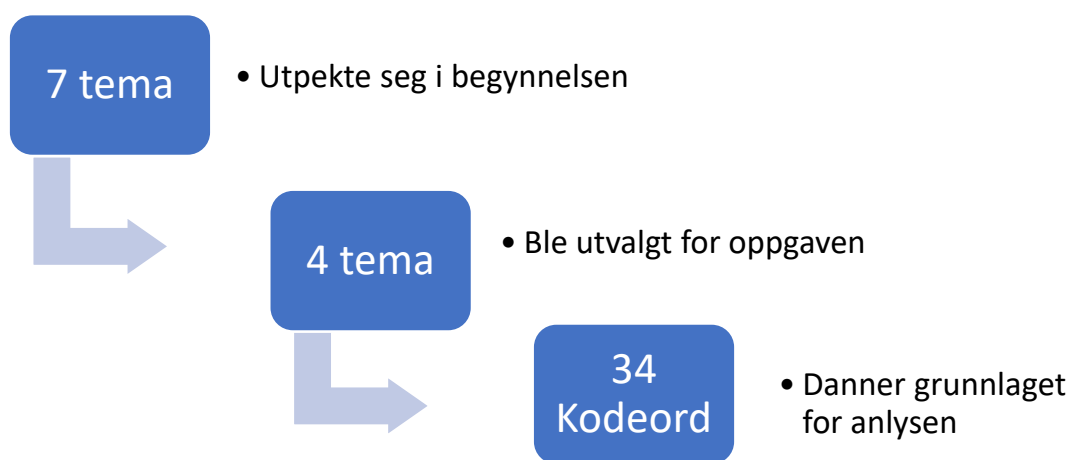 7 tema
• Utpekte seg i begynnelsen
4 tema
• Ble utvalgt for oppgaven
34
Kodeord
• Danner grunnlaget
for anlysen